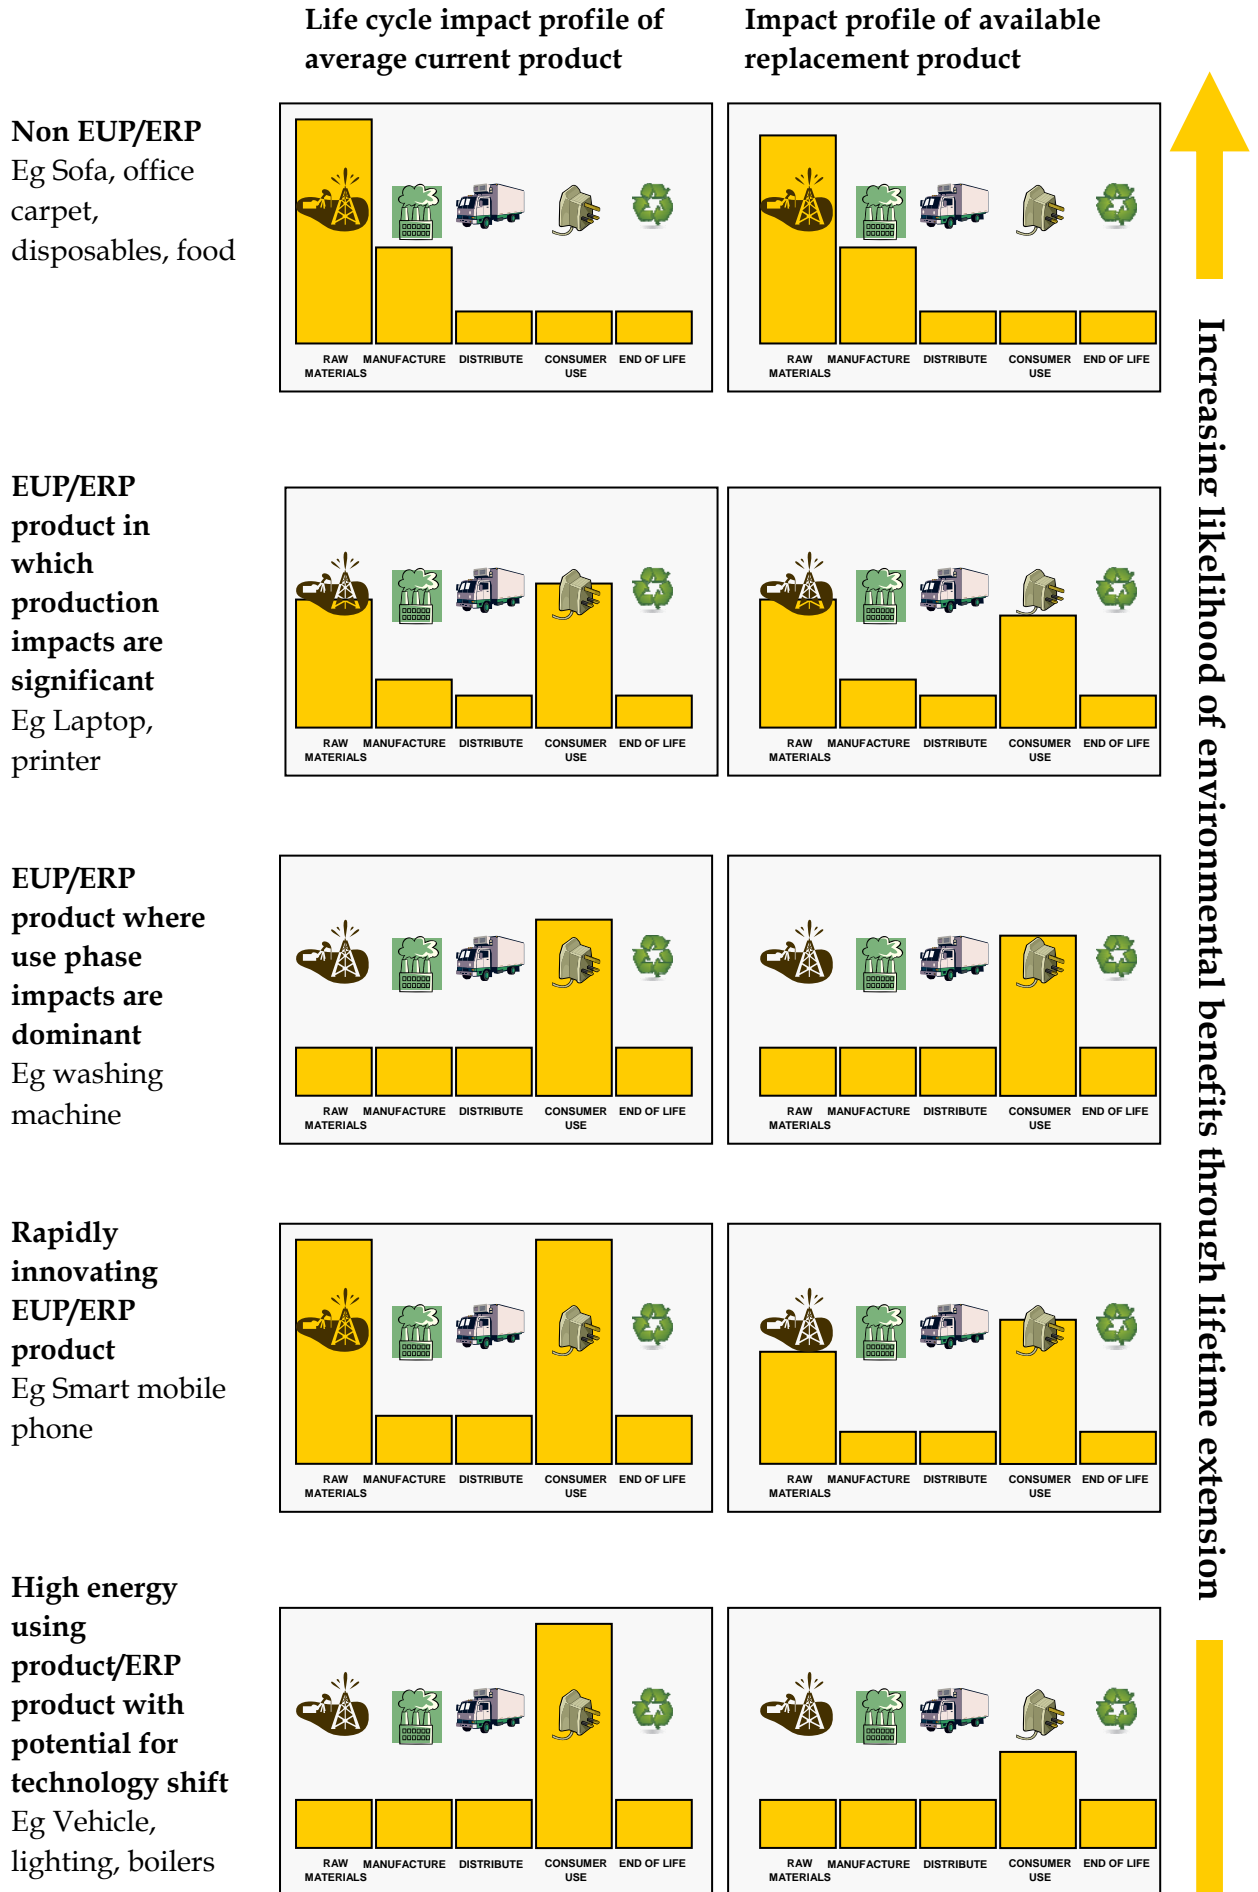 Life cycle impact profile of
average current product
Impact profile of available
replacement product
Non EUP/ERP
Eg Sofa, office
carpet,
disposables, food
RAW MATERIALS
MANUFACTURE
DISTRIBUTE
CONSUMER USE
END OF LIFE
RAW MATERIALS
MANUFACTURE
DISTRIBUTE
CONSUMER USE
END OF LIFE
EUP/ERP
product in
which
production
impacts are
significant
Eg Laptop,
printer
RAW MATERIALS
MANUFACTURE
DISTRIBUTE
CONSUMER USE
END OF LIFE
RAW MATERIALS
MANUFACTURE
DISTRIBUTE
CONSUMER USE
END OF LIFE
EUP/ERP
product where
use phase
impacts are
dominant
Eg washing
machine
RAW MATERIALS
MANUFACTURE
DISTRIBUTE
CONSUMER USE
END OF LIFE
RAW MATERIALS
MANUFACTURE
DISTRIBUTE
CONSUMER USE
END OF LIFE
Rapidly
innovating
EUP/ERP
product
Eg Smart mobile
phone
RAW MATERIALS
MANUFACTURE
DISTRIBUTE
CONSUMER USE
END OF LIFE
RAW MATERIALS
MANUFACTURE
DISTRIBUTE
CONSUMER USE
END OF LIFE
High energy
using
product/ERP
product with
potential for
technology shift
Eg Vehicle,
lighting, boilers
RAW MATERIALS
MANUFACTURE
DISTRIBUTE
CONSUMER USE
END OF LIFE
RAW MATERIALS
MANUFACTURE
DISTRIBUTE
CONSUMER USE
END OF LIFE
Increasing likelihood of environmental benefits through lifetime extension